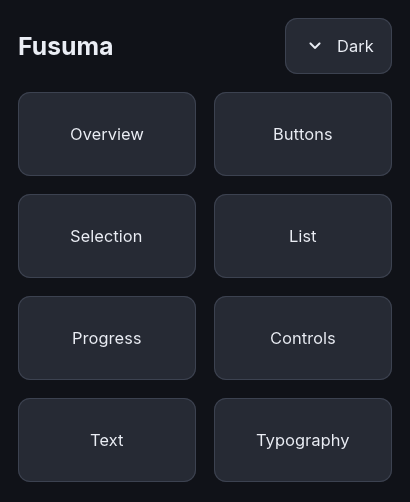 Fusuma
Dark
Overview
Buttons
Selection
List
Progress
Controls
Text
Typography